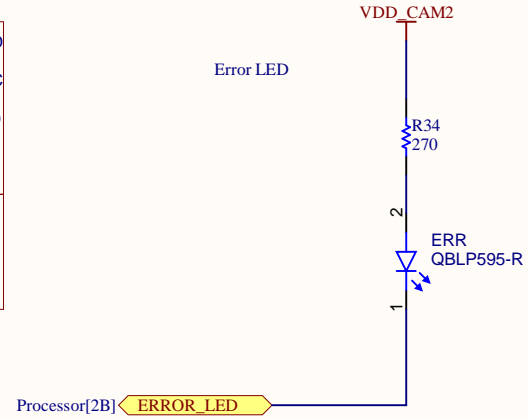 VDD_CAM2
Error LED
R34
270
2
ERR
QBLP595-R
1
Processor[2B]
ERROR_LED